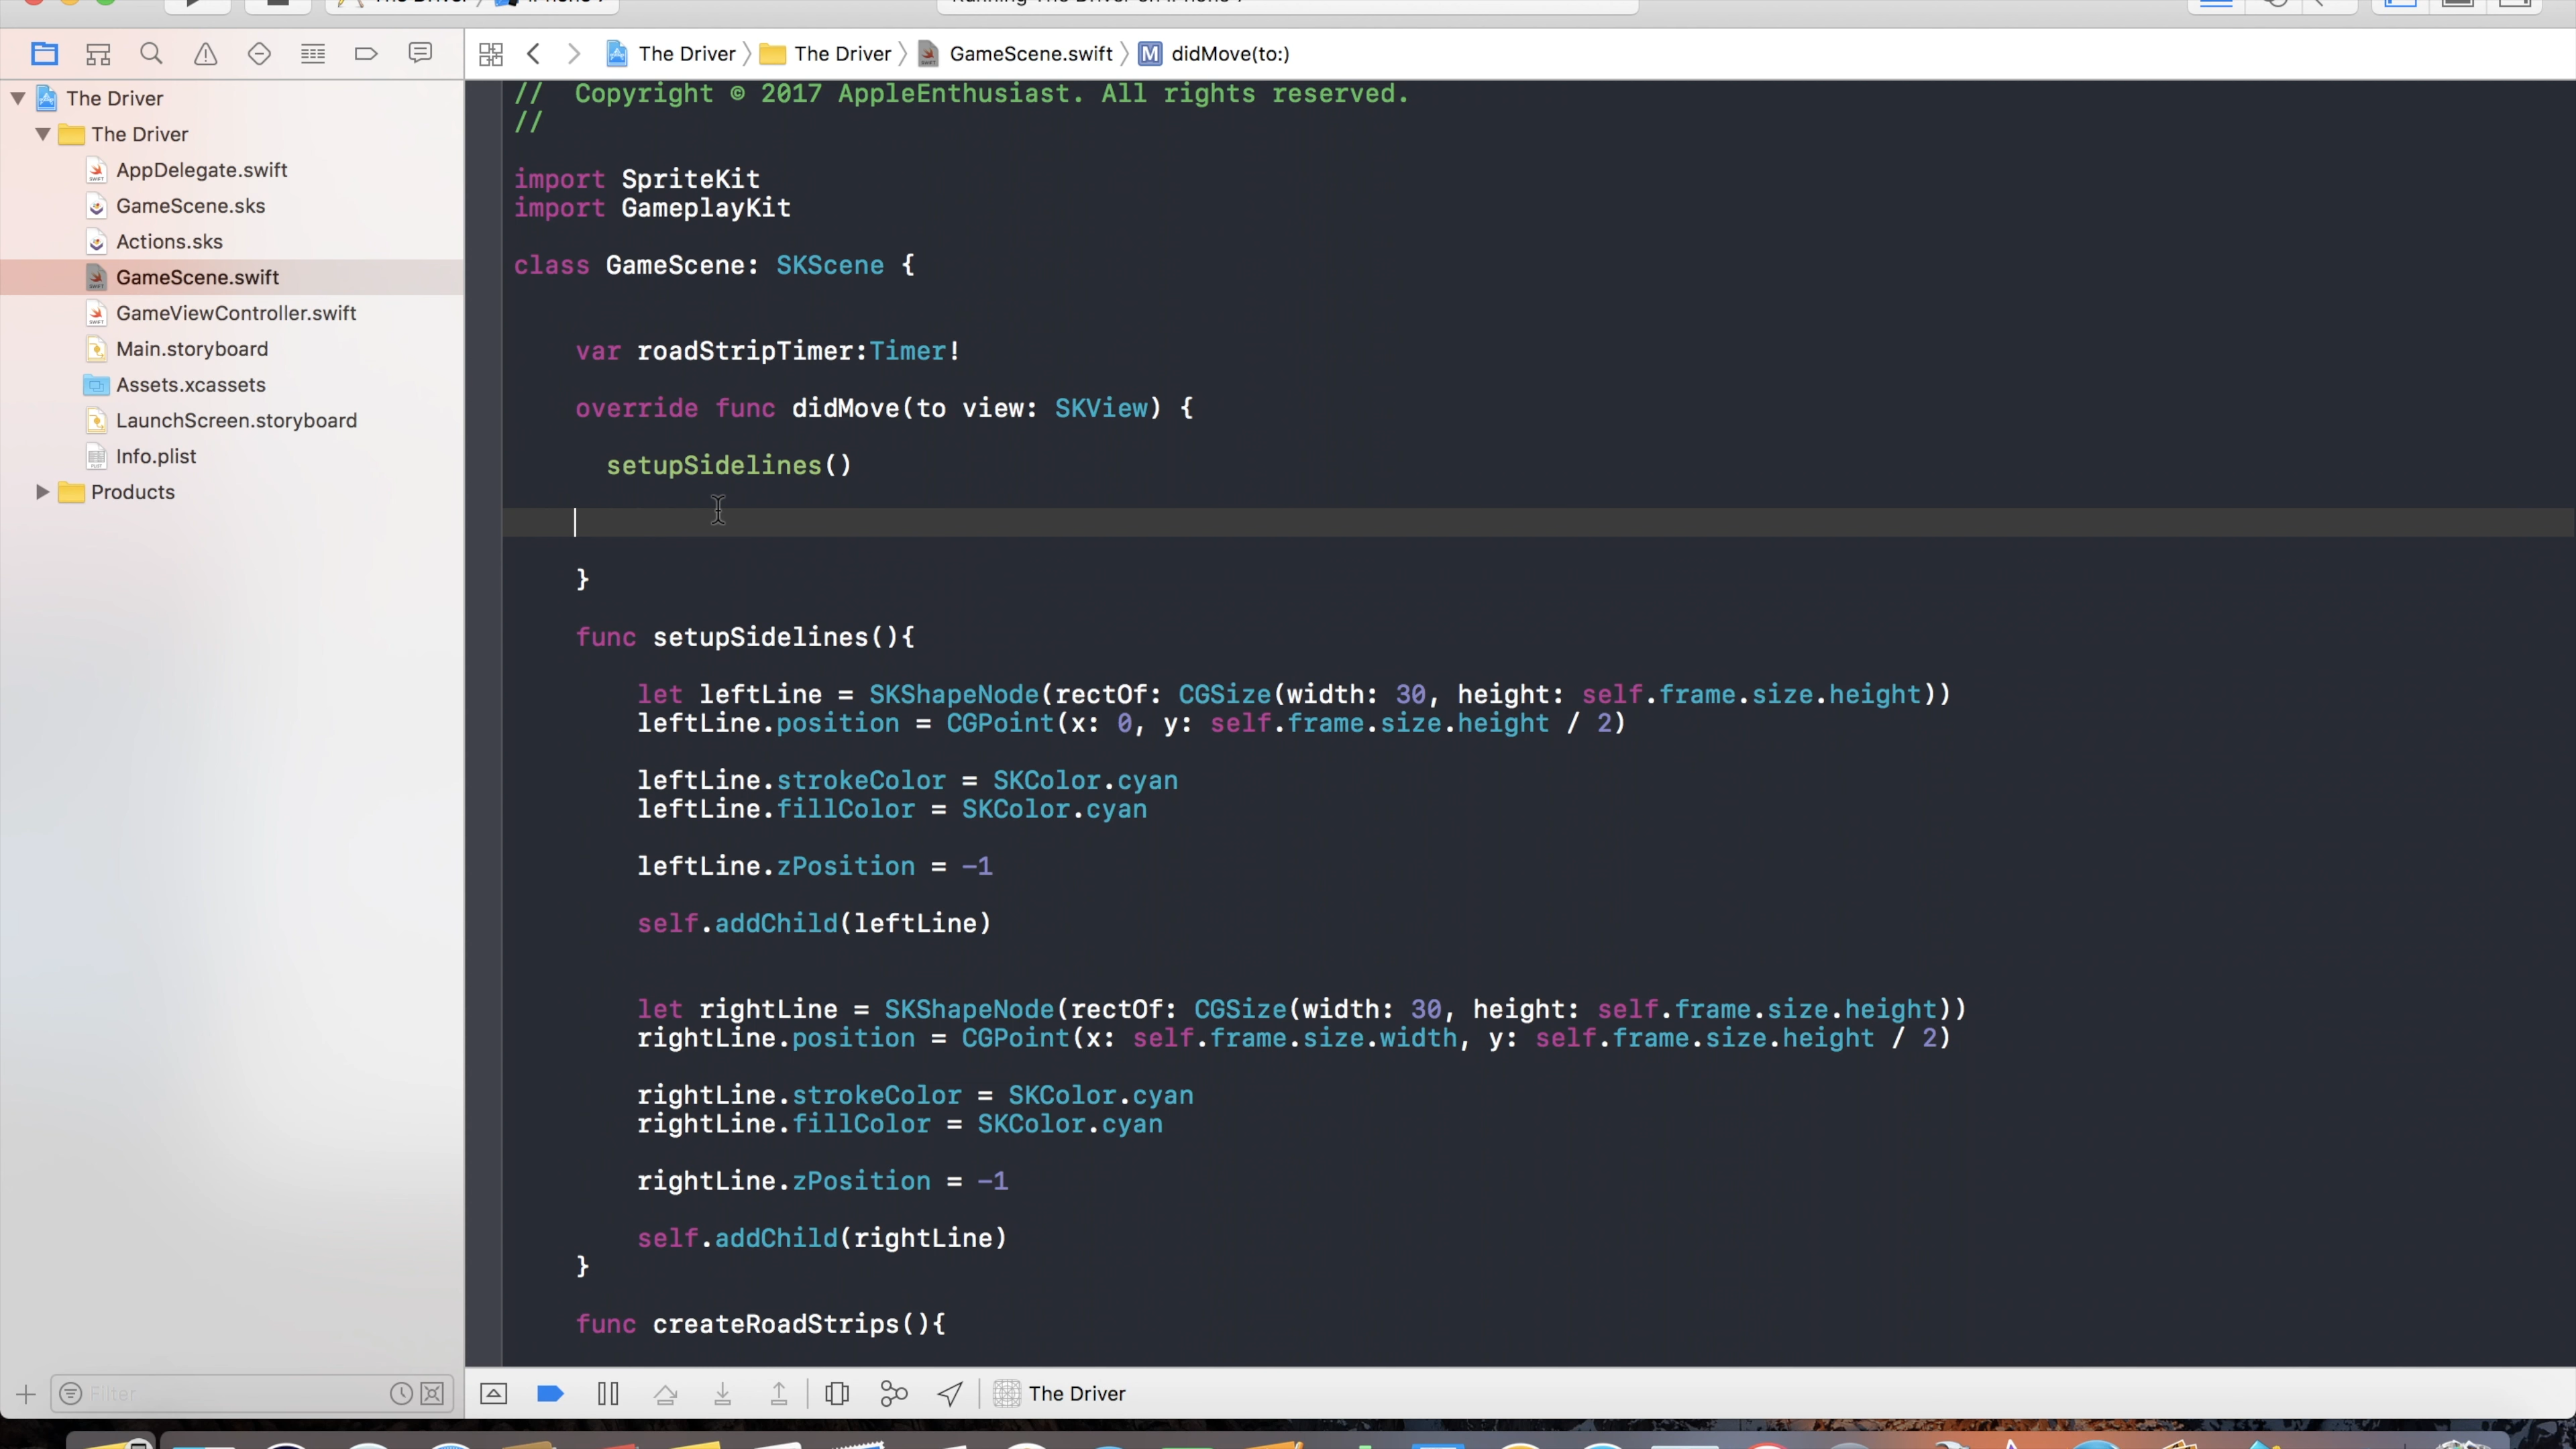 The Driver The Driver GameScene.swift M didMove(to:)
The Driver
The Driver
AppDelegate.swift
GameScene.sks
Actions.sks
GameScene.swift
GameViewController.swift
Main.storyboard
Assets.xcassets
LaunchScreen.storyboard
Info.plist
Products
Filter
//  Copyright © 2017 AppleEnthusiast. All rights reserved.
//
import SpriteKit
import GameplayKit
class GameScene: SKScene {
var roadStripTimer:Timer!
override func didMove(to view: SKView) {
setupSidelines()
}
func setupSidelines(){
let leftLine = SKShapeNode(rectOf: CGSize(width: 30, height: self.frame.size.height))
leftLine.position = CGPoint(x: 0, y: self.frame.size.height / 2)
leftLine.strokeColor = SKColor.cyan
leftLine.fillColor = SKColor.cyan
leftLine.zPosition = -1
self.addChild(leftLine)
let rightLine = SKShapeNode(rectOf: CGSize(width: 30, height: self.frame.size.height))
rightLine.position = CGPoint(x: self.frame.size.width, y: self.frame.size.height / 2)
rightLine.strokeColor = SKColor.cyan
rightLine.fillColor = SKColor.cyan
rightLine.zPosition = -1
self.addChild(rightLine)
}
func createRoadStrips(){
The Driver